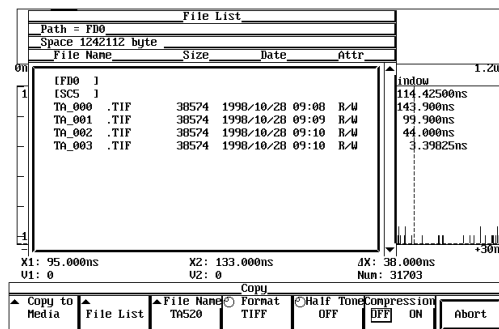 File List
Path = FD0
Space 1242112 byte
File Name Size Date Attr
[FD0 ]
[SC5 ]
TA_000 .TIF 38574 1998/10/28 09:08 R/W
TA_001 .TIF 38574 1998/10/28 09:09 R/W
TA_002 .TIF 38574 1998/10/28 09:10 R/W
TA_003 .TIF 38574 1998/10/28 09:10 R/W
indow
114.42500ns
143.900ns
99.900ns
44.000ns
3.39825ns
X1: 95.000ns X2: 133.000ns ΔX: 38.000ns
V1: 0 V2: 0 Num: 31703
Copy
Copy to Media
File List
File Name TA520
Format TIFF
Half Tone OFF
Compression OFF ON
Abort